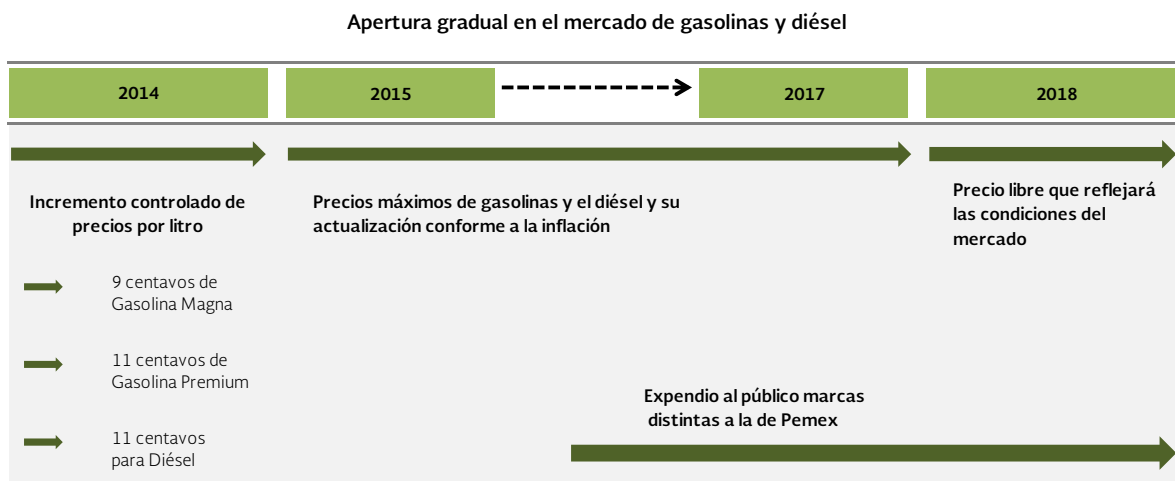 Apertura gradual en el mercado de gasolinas y diésel
2014
2015
2017
2018
Incremento controlado de
precios por litro
9 centavos de
Gasolina Magna
11 centavos de
Gasolina Premium
11 centavos
para Diésel
Precios máximos de gasolinas y el diésel y su
actualización conforme a la inflación
Precio libre que reflejará
las condiciones del
mercado
Expendio al público marcas
distintas a la de Pemex